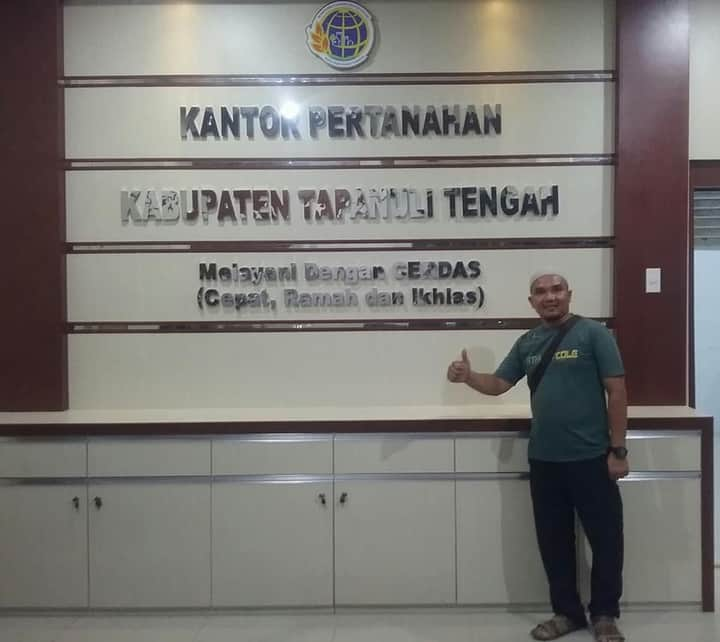 KANTOR PERTANAHAN
KABUPATEN TAPANULI TENGAH
Melayani Dengan CERDAS
(Cepat, Ramah dan Ikhlas)